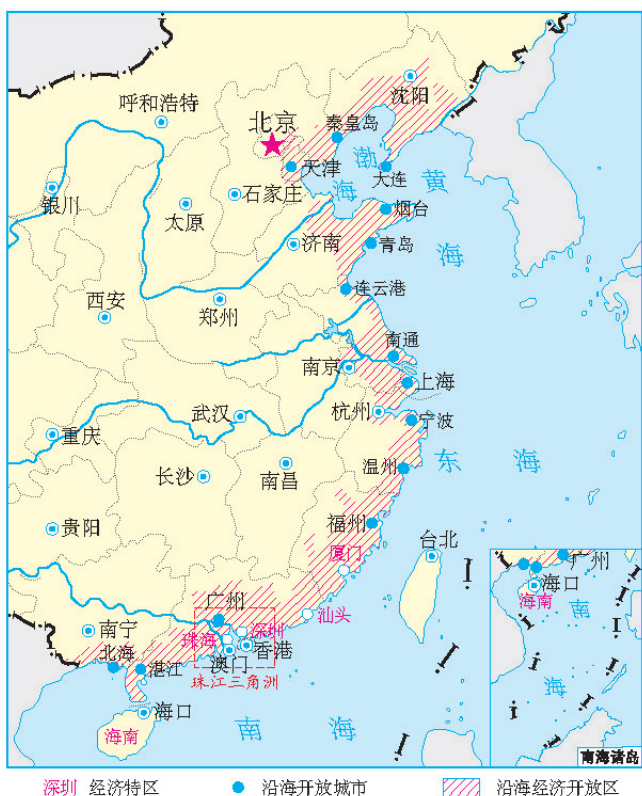 沈阳
呼和浩特
北京
秦皇岛
渤
海
天津
大连
黄
海
银川
石家庄
太原
烟台
济南
青岛
连云港
西安
郑州
南通
南京
上海
杭州
武汉
宁波
重庆
东海
温州
长沙
南昌
贵阳
福州
台北
厦门
广州
汕头
南宁
珠海
深圳
香港
澳门
北海
湛江
珠江三角洲
海口
海南
南海
广州
海口
海南
南
海
南海诸岛
深圳 经济特区
沿海开放城市
沿海经济开放区